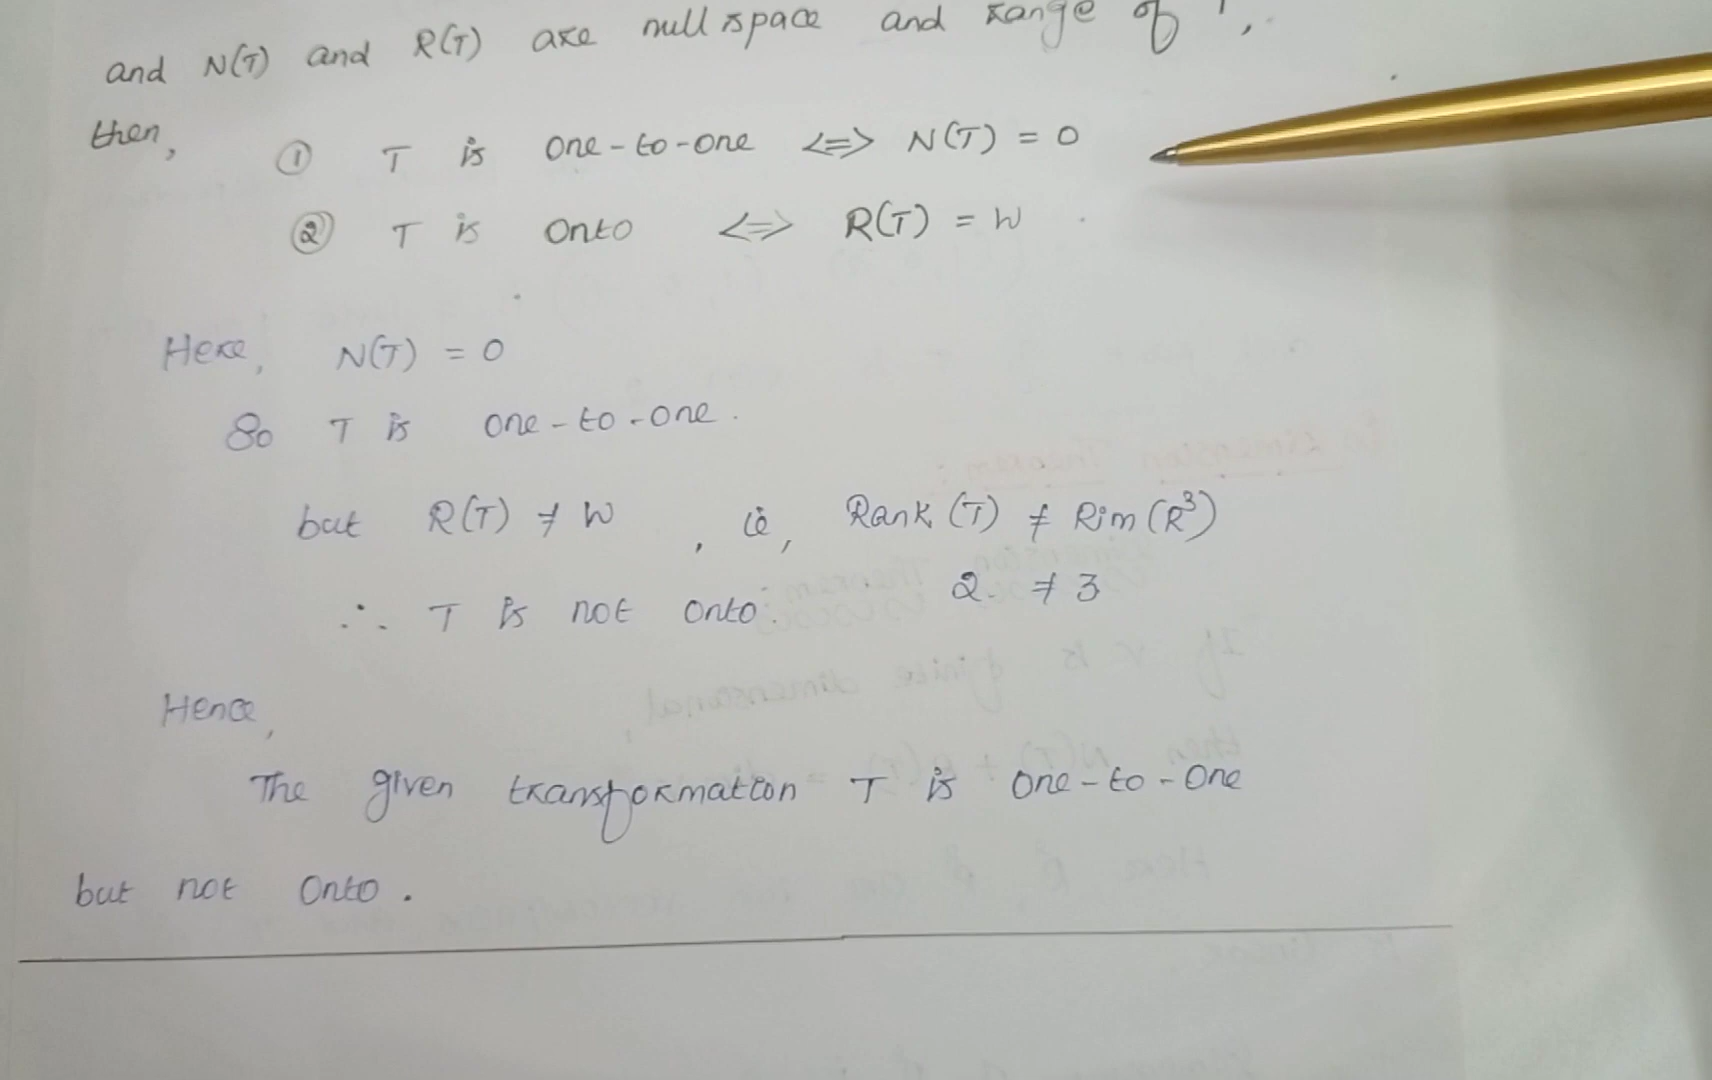 and N(T) and R(T) are null space and range of T,
then,
① T is one-to-one <=> N(T) = 0
② T is Onto <=> R(T) = W
Here, N(T) = 0
So T is one-to-one.
but R(T) ≠ W , ie, Rank (T) ≠ Rim (R³)
2 ≠ 3
∴ T is not onto.
Hence,
The given transformation T is one-to-One
but not Onto.